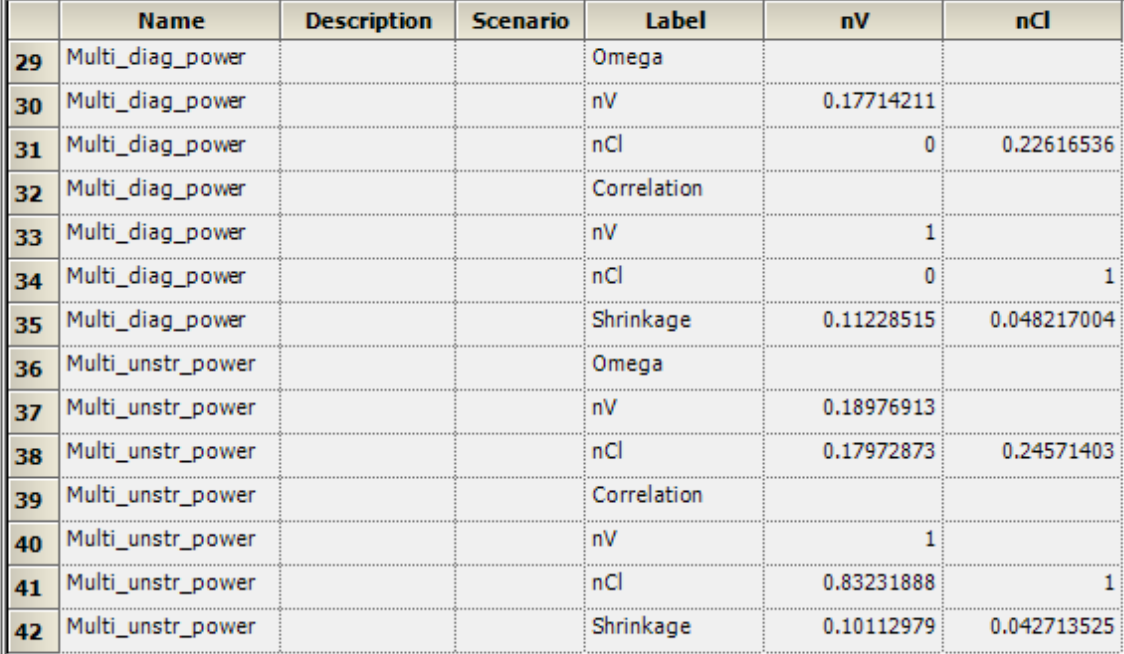 Name Description Scenario Label nV nCl
29 Multi_diag_power Omega
30 Multi_diag_power nV 0.17714211
31 Multi_diag_power nCl 0 0.22616536
32 Multi_diag_power Correlation
33 Multi_diag_power nV 1
34 Multi_diag_power nCl 0 1
35 Multi_diag_power Shrinkage 0.11228515 0.048217004
36 Multi_unstr_power Omega
37 Multi_unstr_power nV 0.18976913
38 Multi_unstr_power nCl 0.17972873 0.24571403
39 Multi_unstr_power Correlation
40 Multi_unstr_power nV 1
41 Multi_unstr_power nCl 0.83231888 1
42 Multi_unstr_power Shrinkage 0.10112979 0.042713525